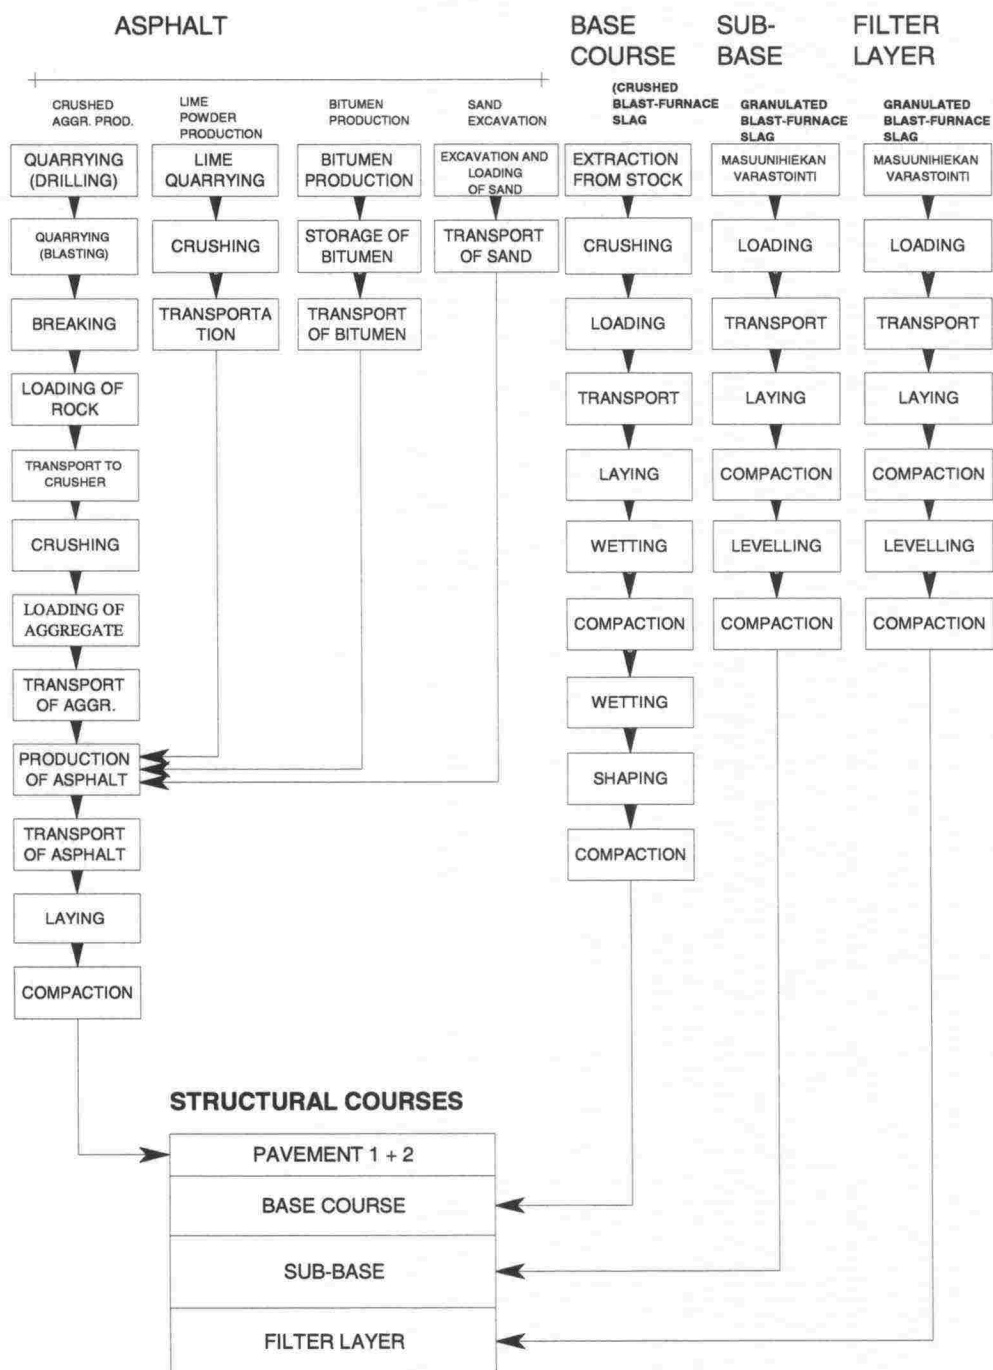 ASPHALT
BASE
COURSE
SUB-
BASE
FILTER
LAYER
CRUSHED
AGGR. PROD.
LIME
POWDER
PRODUCTION
BITUMEN
PRODUCTION
SAND
EXCAVATION
(CRUSHED
BLAST-FURNACE
SLAG
GRANULATED
BLAST-FURNACE
SLAG
GRANULATED
BLAST-FURNACE
SLAG
QUARRYING
(DRILLING)
QUARRYING
(BLASTING)
BREAKING
LOADING OF
ROCK
TRANSPORT TO
CRUSHER
CRUSHING
LOADING OF
AGGREGATE
TRANSPORT
OF AGGR.
PRODUCTION
OF ASPHALT
TRANSPORT
OF ASPHALT
LAYING
COMPACTION
LIME
QUARRYING
CRUSHING
TRANSPORTA
TION
BITUMEN
PRODUCTION
STORAGE OF
BITUMEN
TRANSPORT
OF BITUMEN
EXCAVATION AND
LOADING
OF SAND
TRANSPORT
OF SAND
EXTRACTION
FROM STOCK
CRUSHING
LOADING
TRANSPORT
LAYING
WETTING
COMPACTION
WETTING
SHAPING
COMPACTION
MASUUNIHIEKAN
VARASTOINTI
LOADING
TRANSPORT
LAYING
COMPACTION
LEVELLING
COMPACTION
MASUUNIHIEKAN
VARASTOINTI
LOADING
TRANSPORT
LAYING
COMPACTION
LEVELLING
COMPACTION
STRUCTURAL COURSES
PAVEMENT 1 + 2
BASE COURSE
SUB-BASE
FILTER LAYER